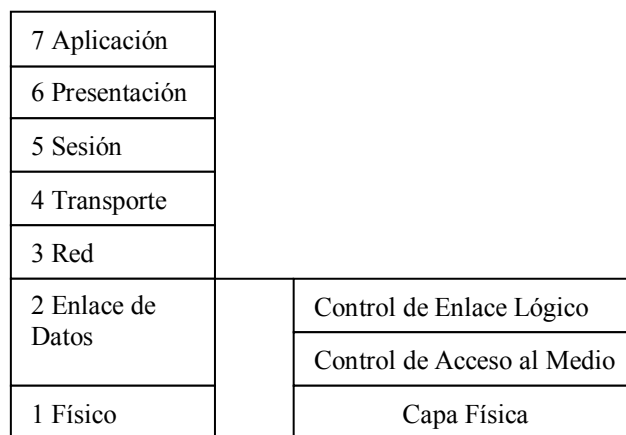 7 Aplicación
6 Presentación
5 Sesión
4 Transporte
3 Red
2 Enlace de
Datos
Control de Enlace Lógico
Control de Acceso al Medio
1 Físico
Capa Física